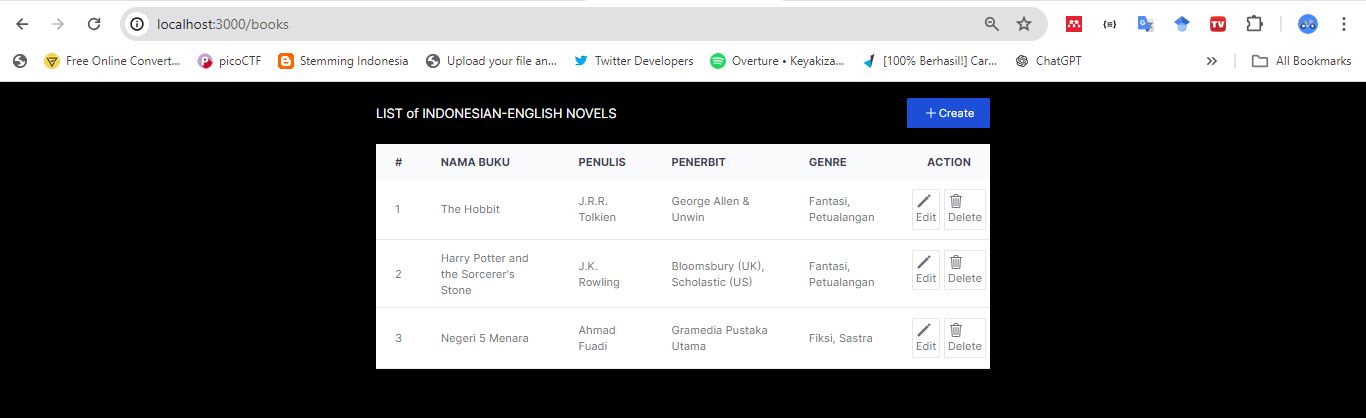 localhost:3000/books
Free Online Convert...
picoCTF
Stemming Indonesia
Upload your file an...
Twitter Developers
Overture • Keyakiza...
[100% Berhasil!] Car...
ChatGPT
»
All Bookmarks
LIST of INDONESIAN-ENGLISH NOVELS
+ Create
# NAMA BUKU PENULIS PENERBIT GENRE ACTION
1
The Hobbit
J.R.R.
Tolkien
George Allen &
Unwin
Fantasi,
Petualangan
Edit
Delete
2
Harry Potter and
the Sorcerer's
Stone
J.K.
Rowling
Bloomsbury (UK),
Scholastic (US)
Fantasi,
Petualangan
Edit
Delete
3
Negeri 5 Menara
Ahmad
Fuadi
Gramedia Pustaka
Utama
Fiksi, Sastra
Edit
Delete